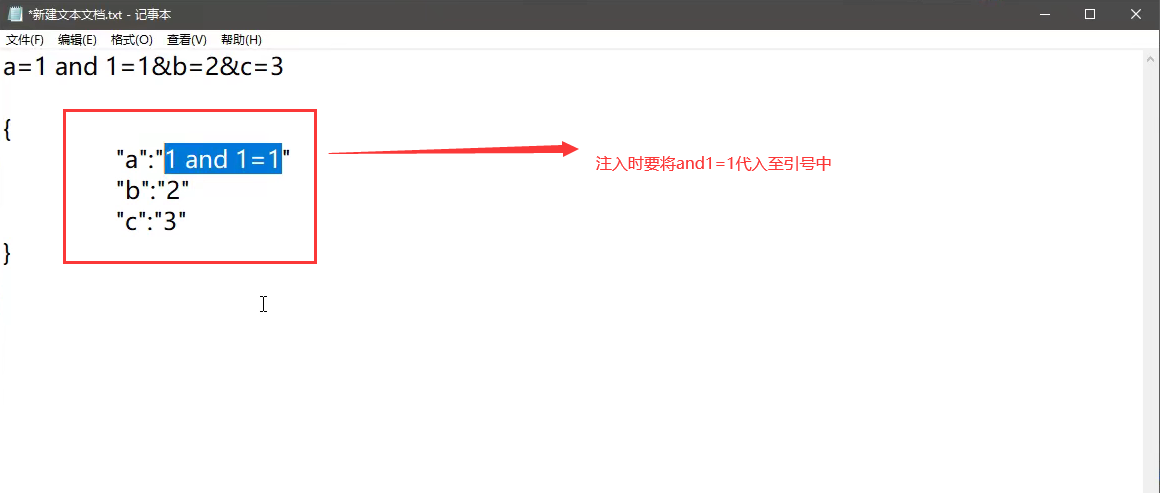 *新建文本文档.txt - 记事本
文件(F) 编辑(E) 格式(O) 查看(V) 帮助(H)
a=1 and 1=1&b=2&c=3
{
"a":"1 and 1=1"
注入时要将and1=1代入至引号中
"b":"2"
"c":"3"
}